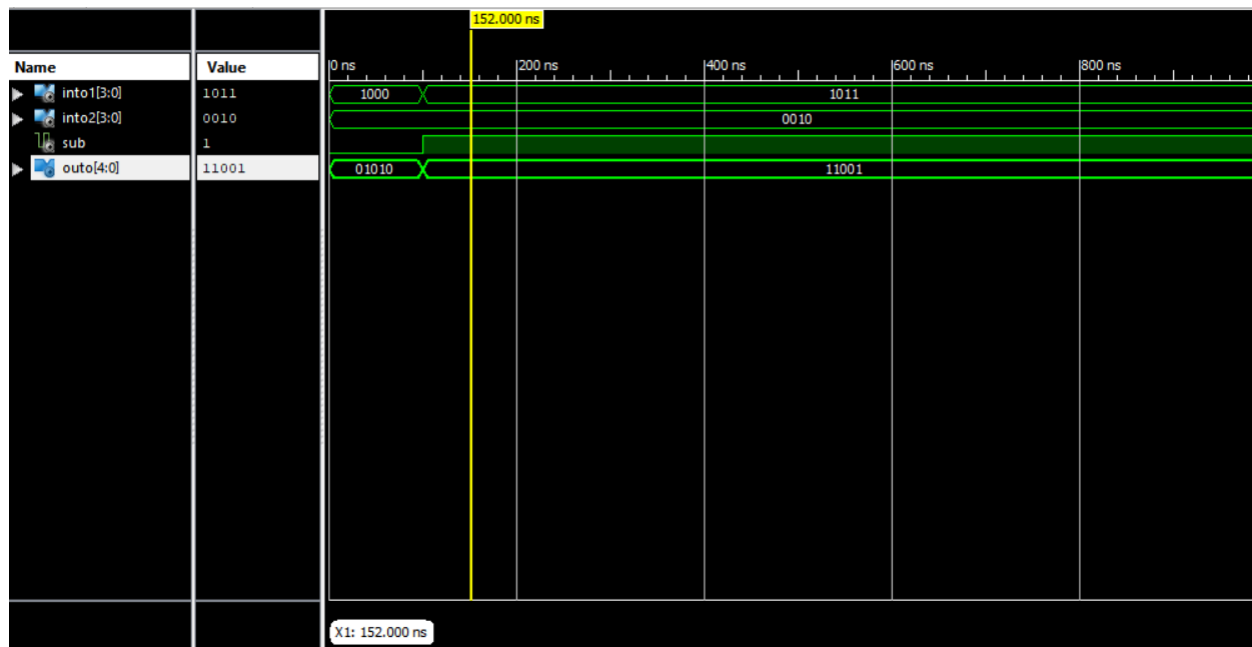 152.000 ns
Name Value 0 ns 200 ns 400 ns 600 ns 800 ns
into1[3:0] 1011 1000 1011
into2[3:0] 0010 0010
sub 1
outo[4:0] 11001 01010 11001
X1: 152.000 ns